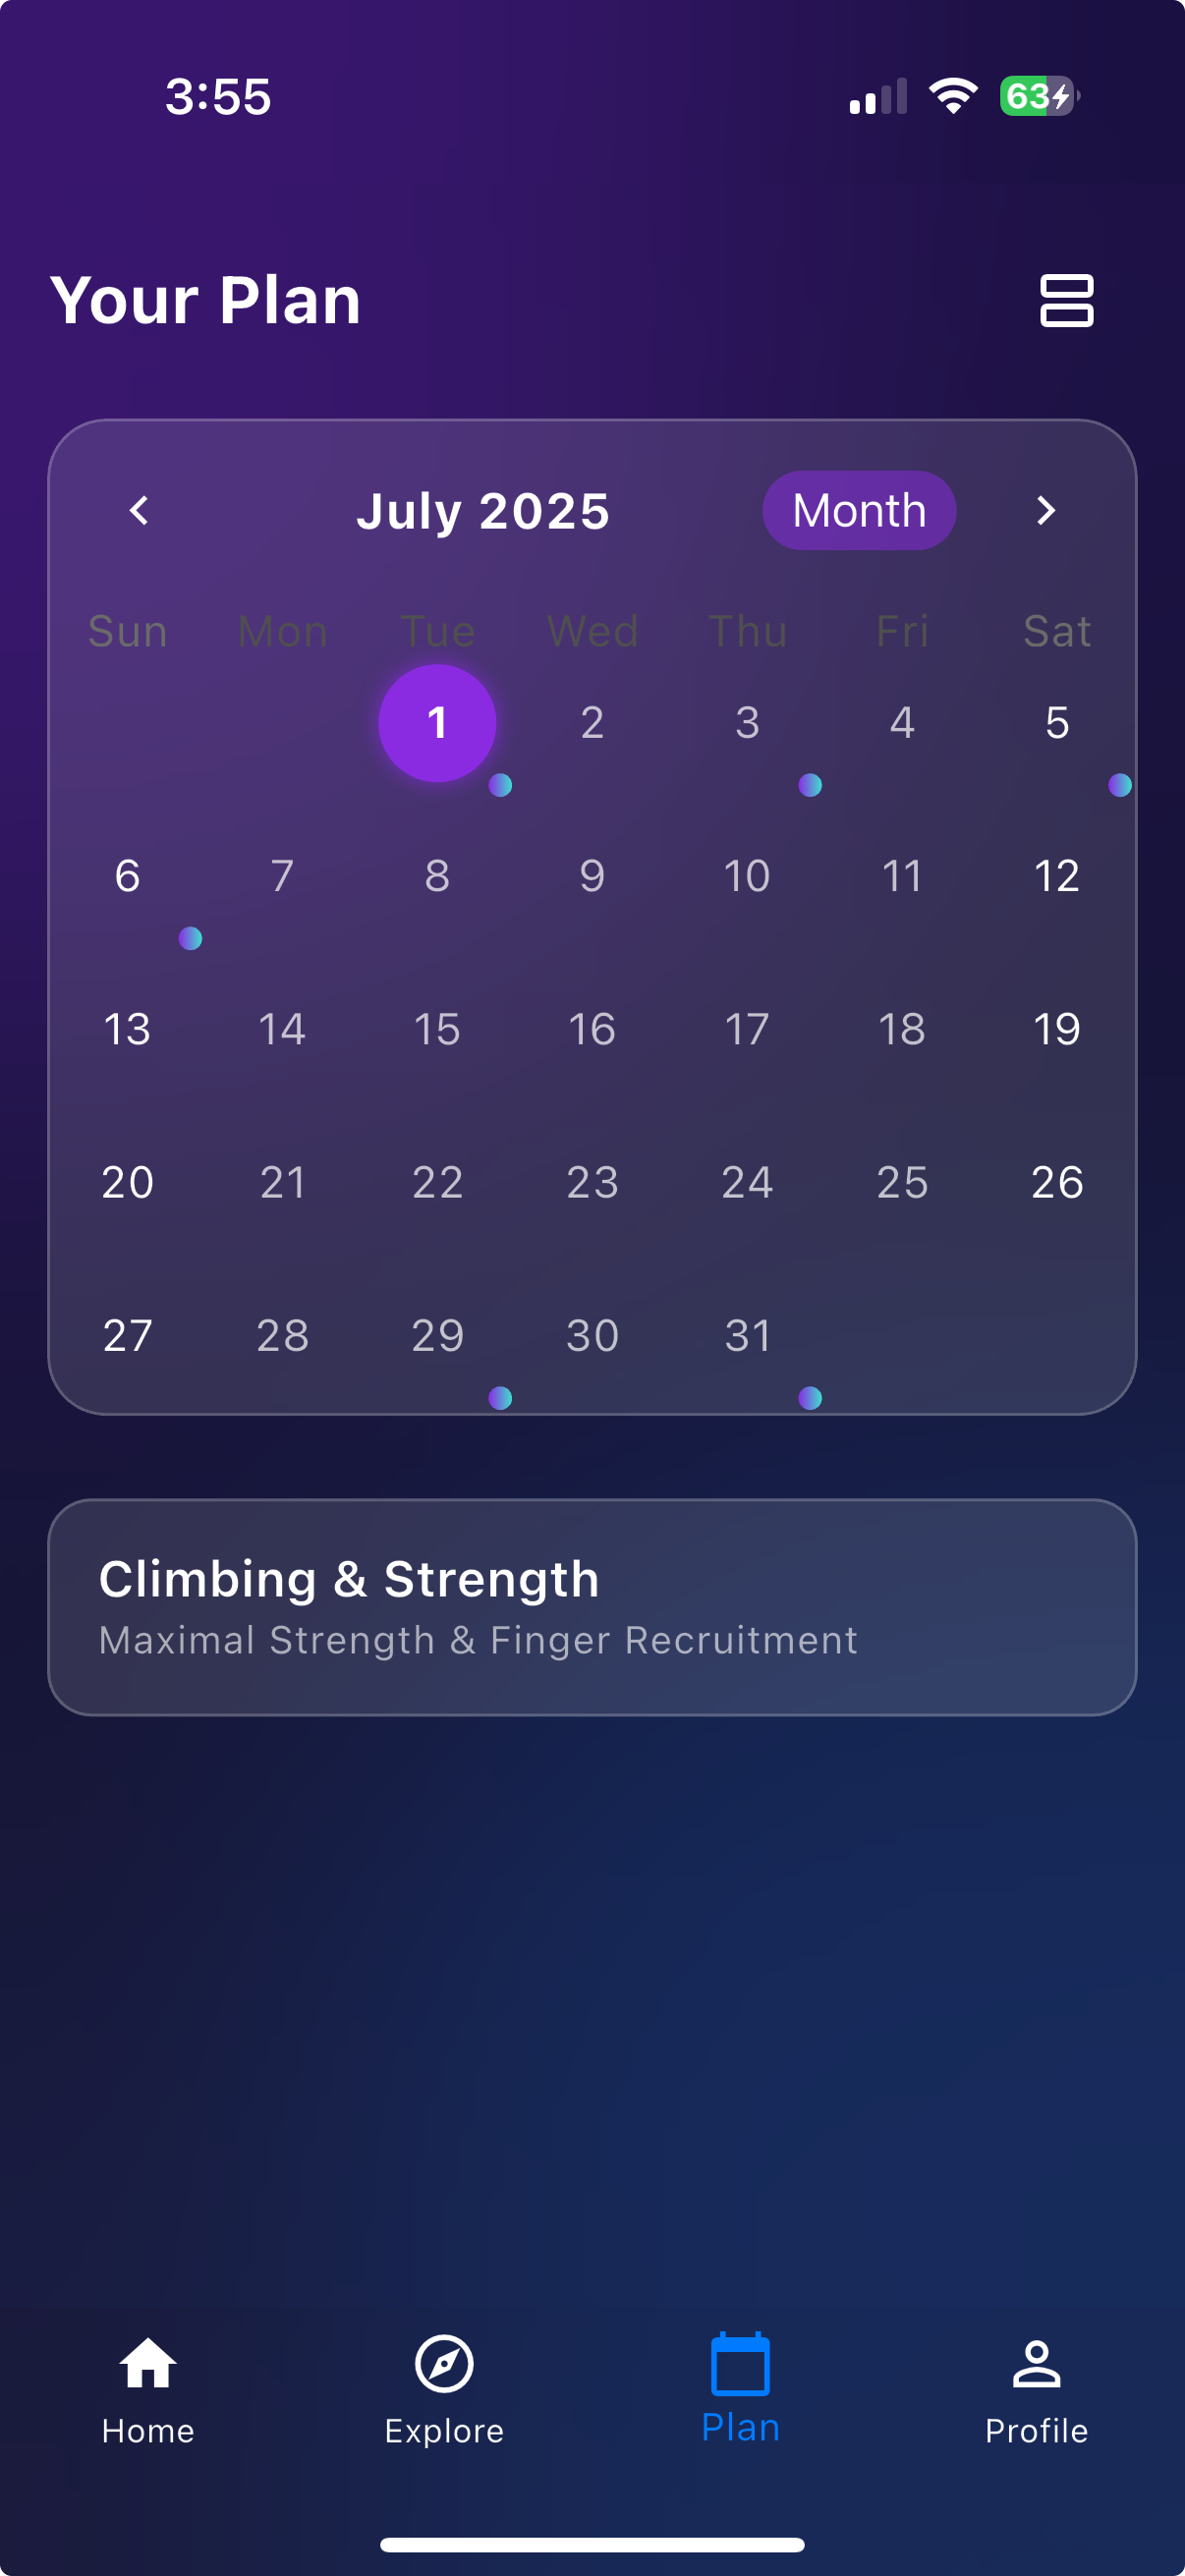 3:55
63
Your Plan
July 2025 Month
Sun Mon Tue Wed Thu Fri Sat
1 2 3 4 5
6 7 8 9 10 11 12
13 14 15 16 17 18 19
20 21 22 23 24 25 26
27 28 29 30 31
Climbing & Strength
Maximal Strength & Finger Recruitment
Home Explore Plan Profile